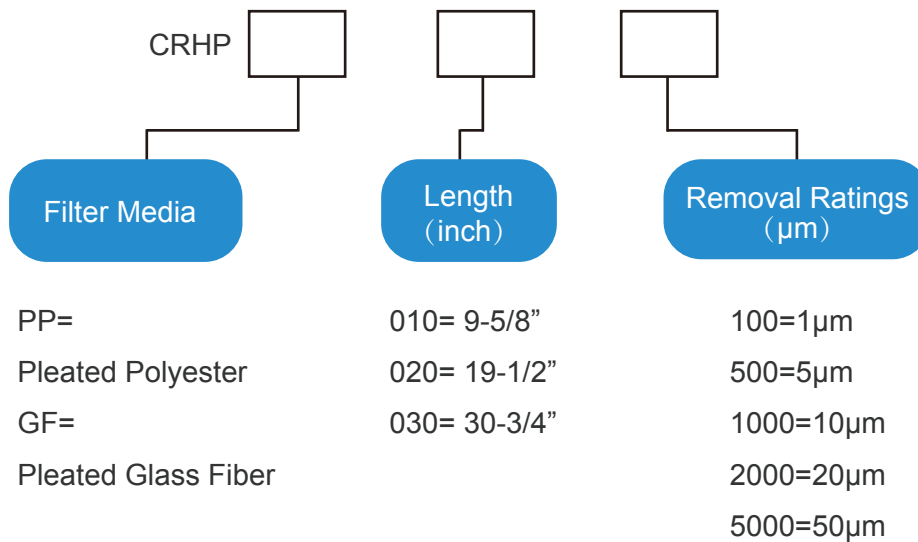 CRHP
Filter Media
Length
（inch）
Removal Ratings
（μm）
PP=
Pleated Polyester
GF=
Pleated Glass Fiber
010= 9-5/8”
020= 19-1/2”
030= 30-3/4”
100=1μm
500=5μm
1000=10μm
2000=20μm
5000=50μm